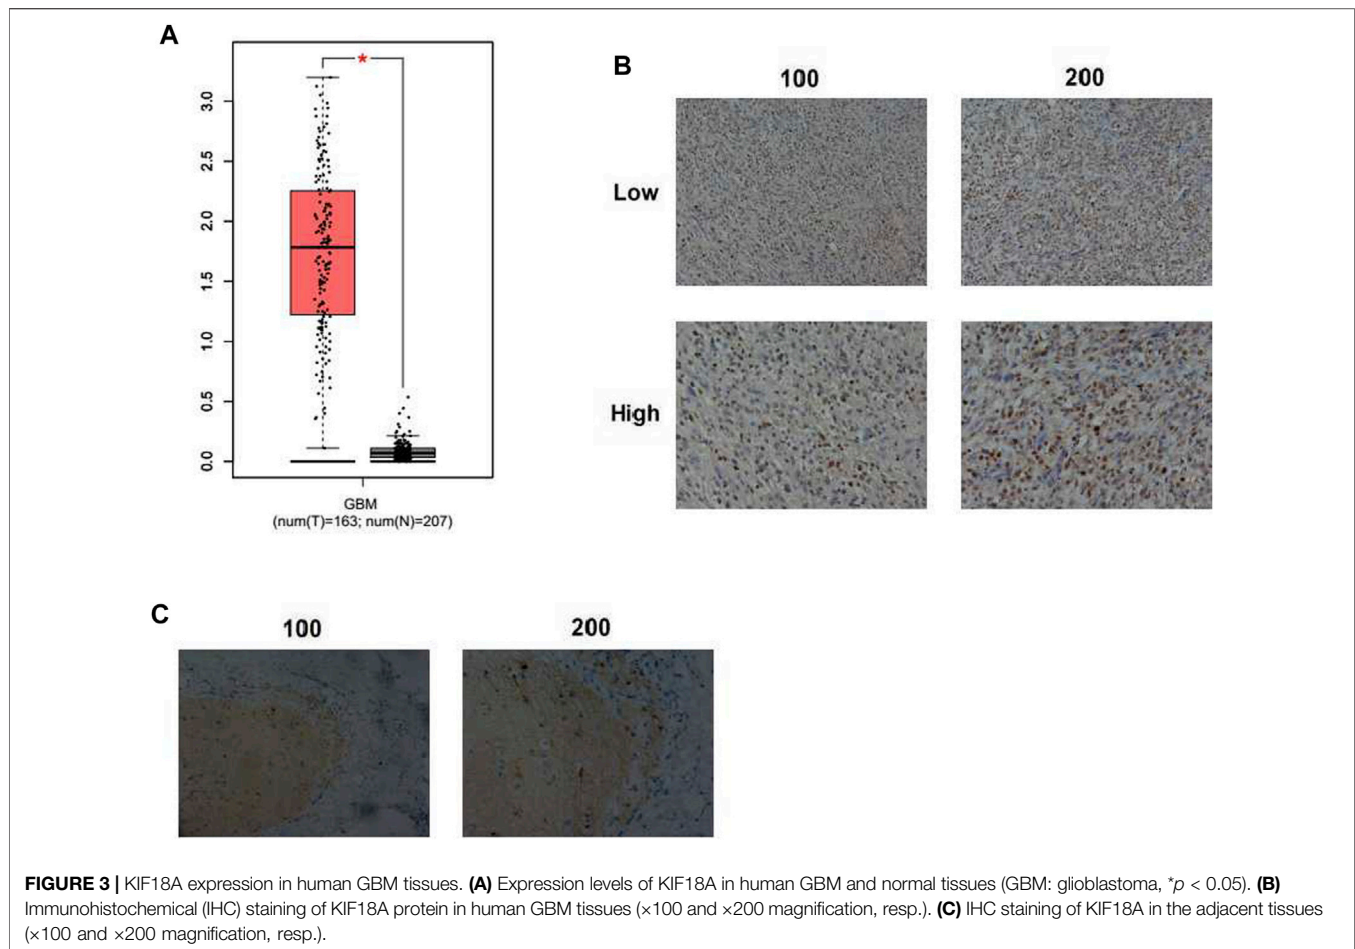 A
*
3.0
2.5
2.0
1.5
1.0
0.5
0.0
GBM
(num(T)=163; num(N)=207)
B
100
200
Low
High
C
100
200
FIGURE 3 | KIF18A expression in human GBM tissues. (A) Expression levels of KIF18A in human GBM and normal tissues (GBM: glioblastoma, *p < 0.05). (B)
Immunohistochemical (IHC) staining of KIF18A protein in human GBM tissues (×100 and ×200 magnification, resp.). (C) IHC staining of KIF18A in the adjacent tissues
(×100 and ×200 magnification, resp.).